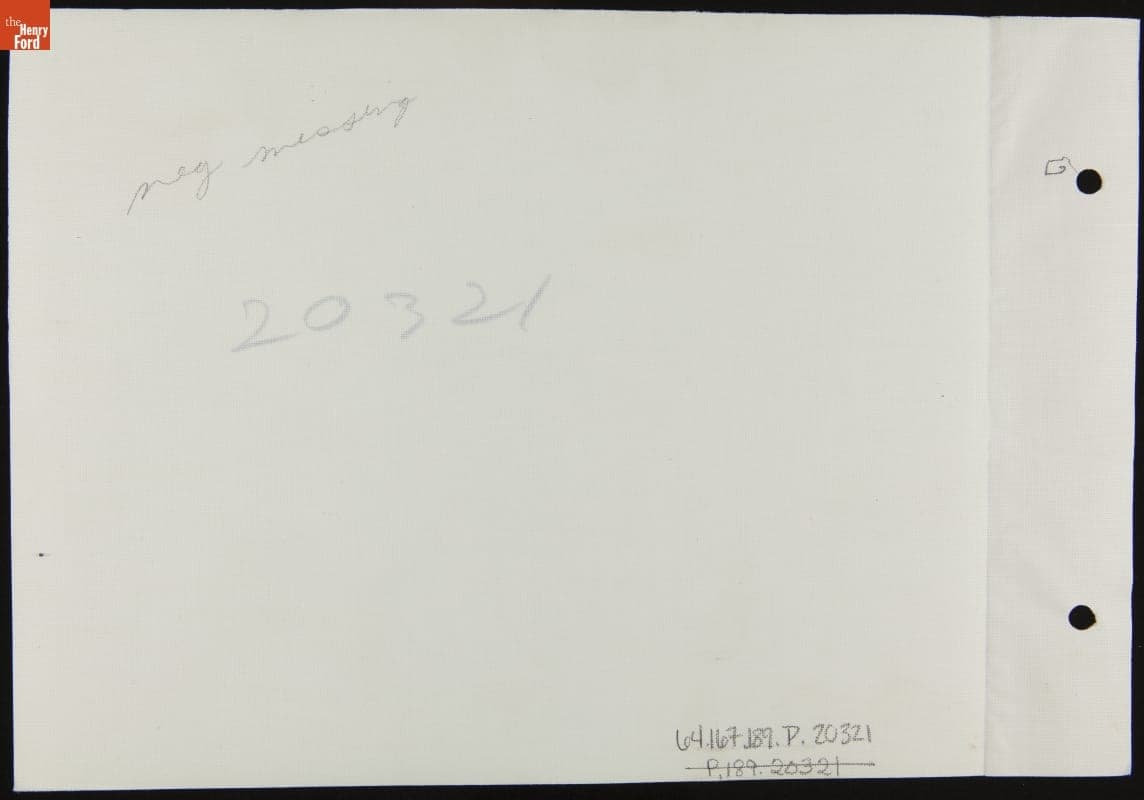 the
Henry
Ford
neg missing
G
20321
64.167.189.P.20321
P.189.20321